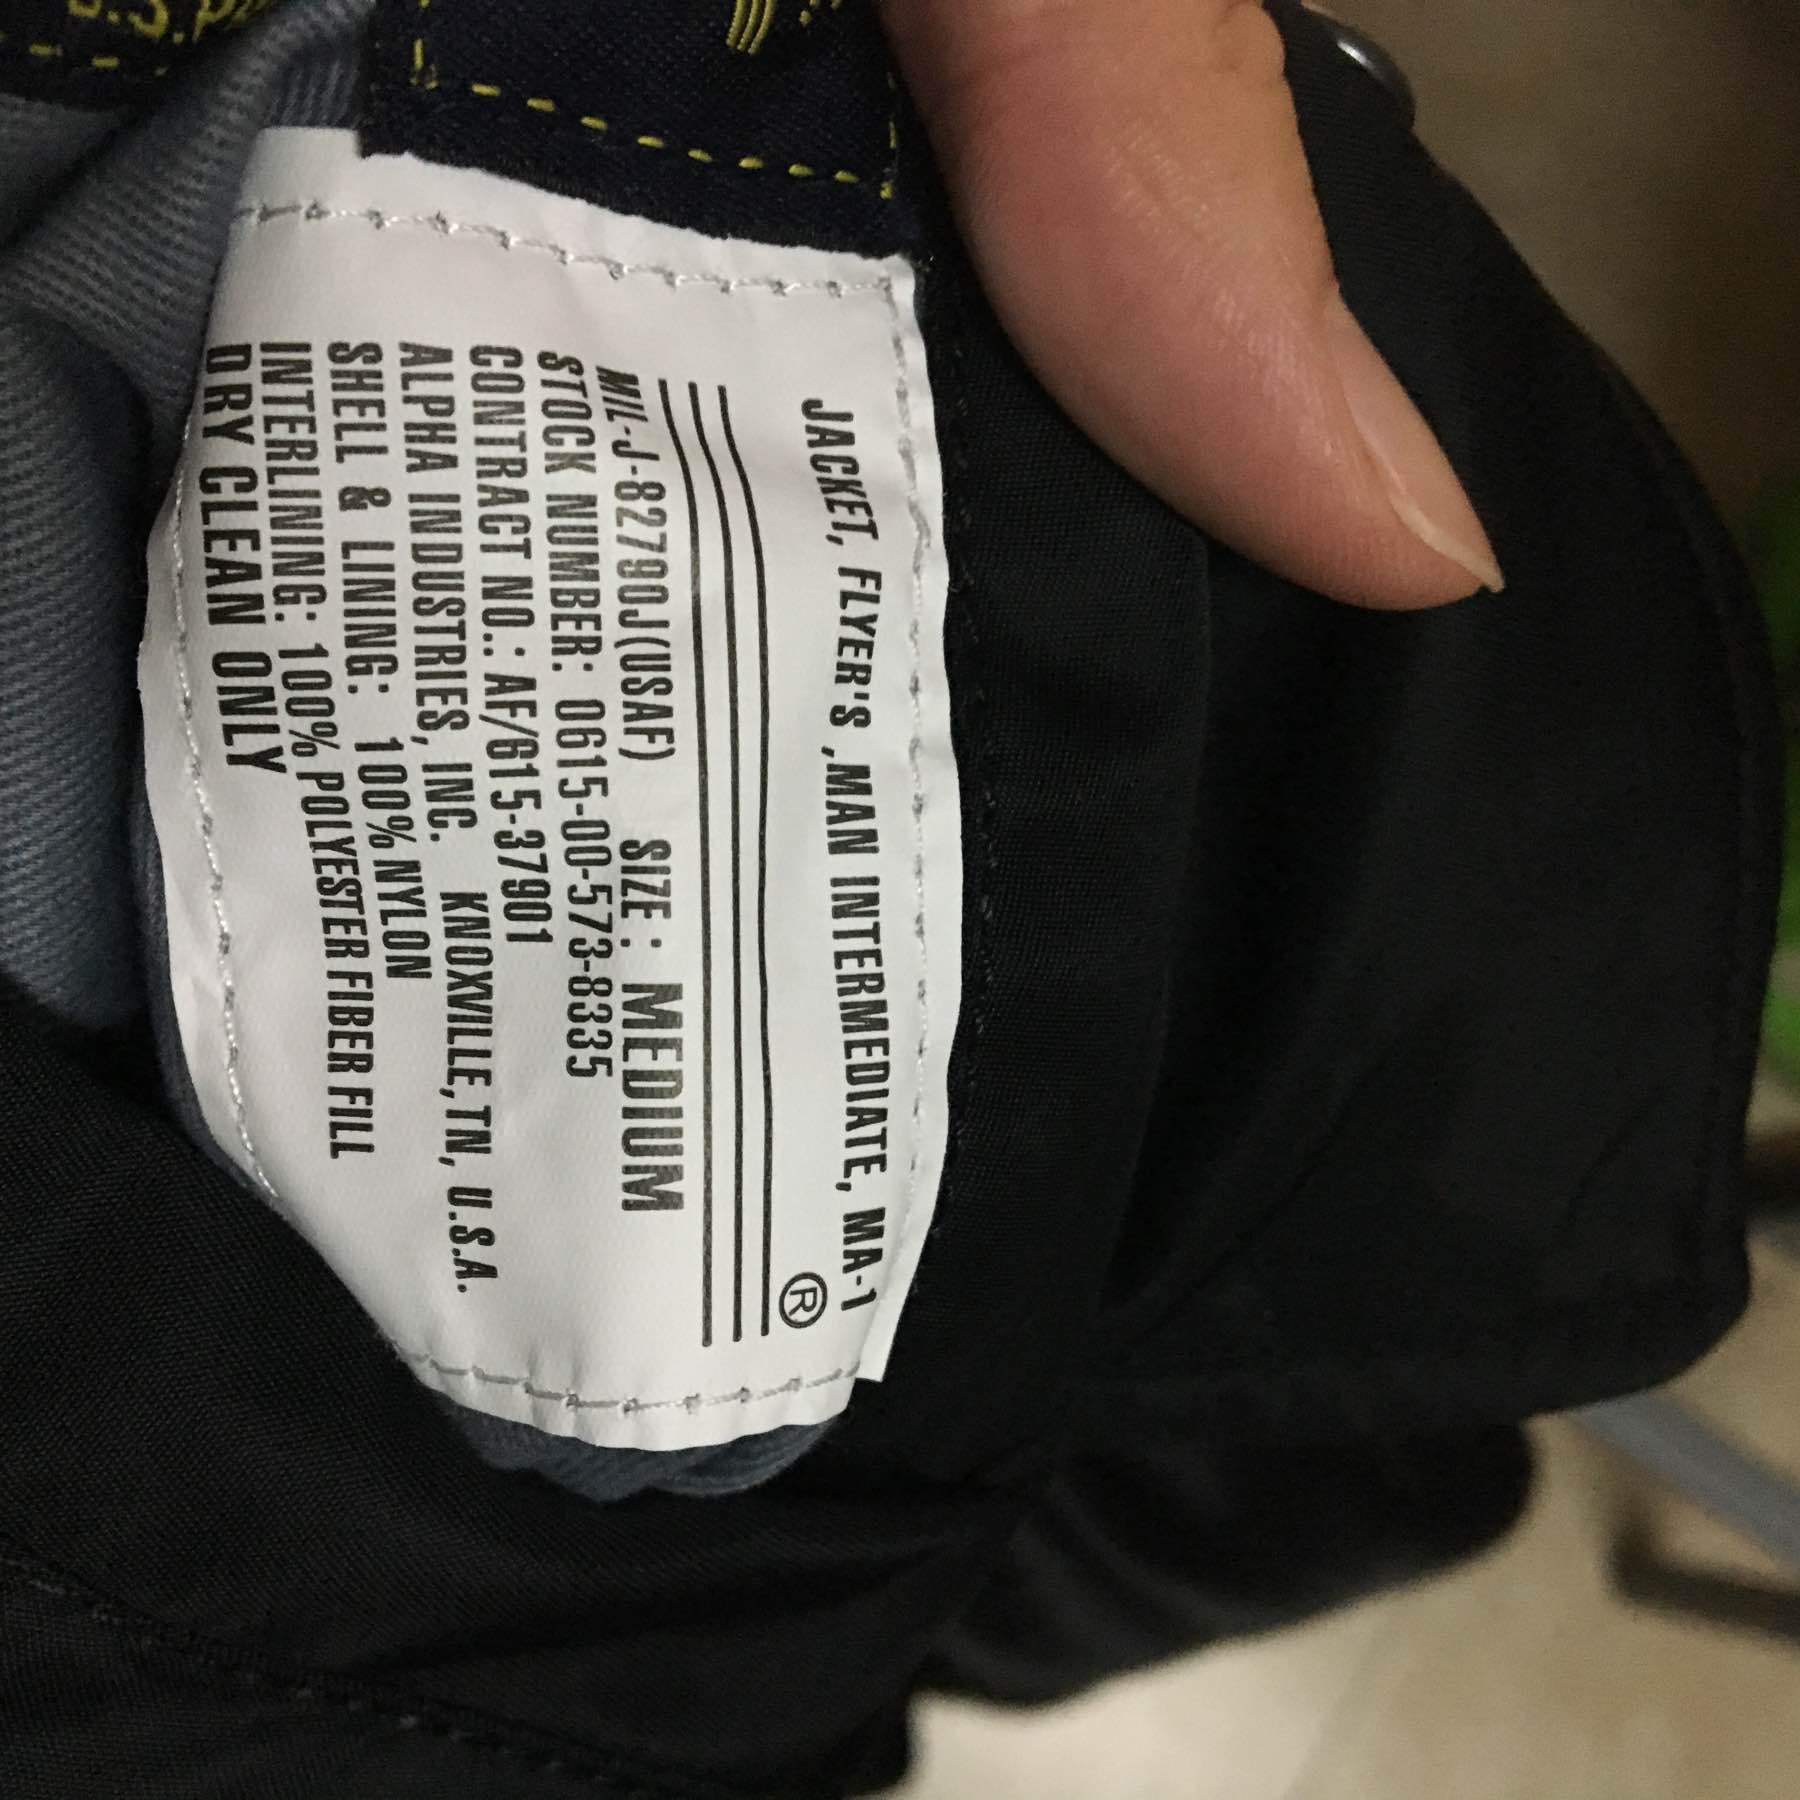 JACKET, FLYER'S ,MAN INTERMEDIATE, MA-1
®
MIL-J-82790J(USAF) SIZE : MEDIUM
STOCK NUMBER: 0615-00-573-8335
CONTRACT NO.: AF/615-37901
ALPHA INDUSTRIES, INC. KNOXVILLE, TN, U.S.A.
SHELL & LINING: 100% NYLON
INTERLINING: 100% POLYESTER FIBER FILL
DRY CLEAN ONLY